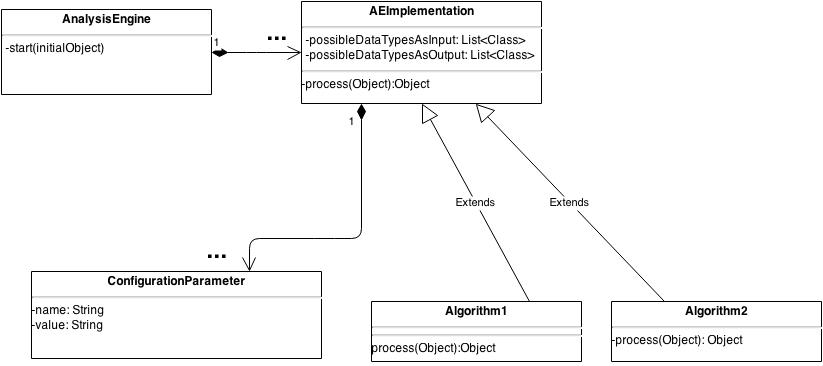 AnalysisEngine
-start(initialObject)
1
...
AEImplementation
-possibleDataTypesAsInput: List<Class>
-possibleDataTypesAsOutput: List<Class>
-process(Object):Object
1
Extends
Extends
...
ConfigurationParameter
-name: String
-value: String
Algorithm1
process(Object):Object
Algorithm2
-process(Object): Object